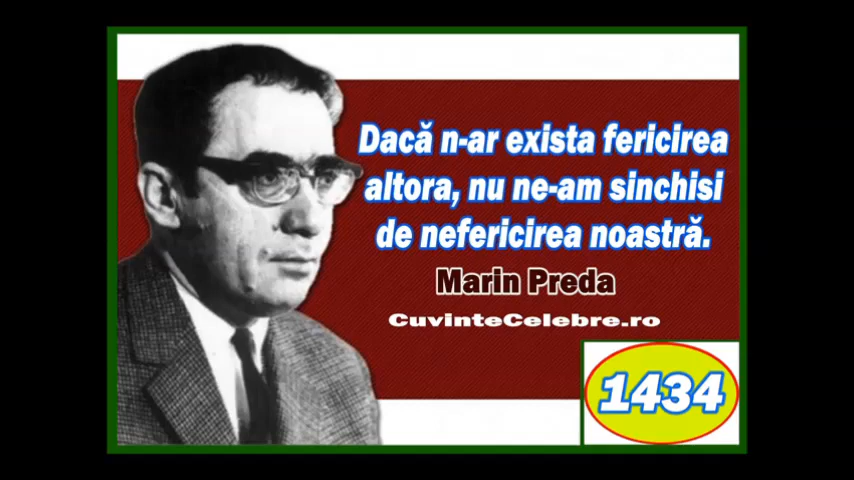 Dacă n-ar exista fericirea
altora, nu ne-am sinchisi
de nefericirea noastră.
Marin Preda
CuvinteCelebre.ro
1434